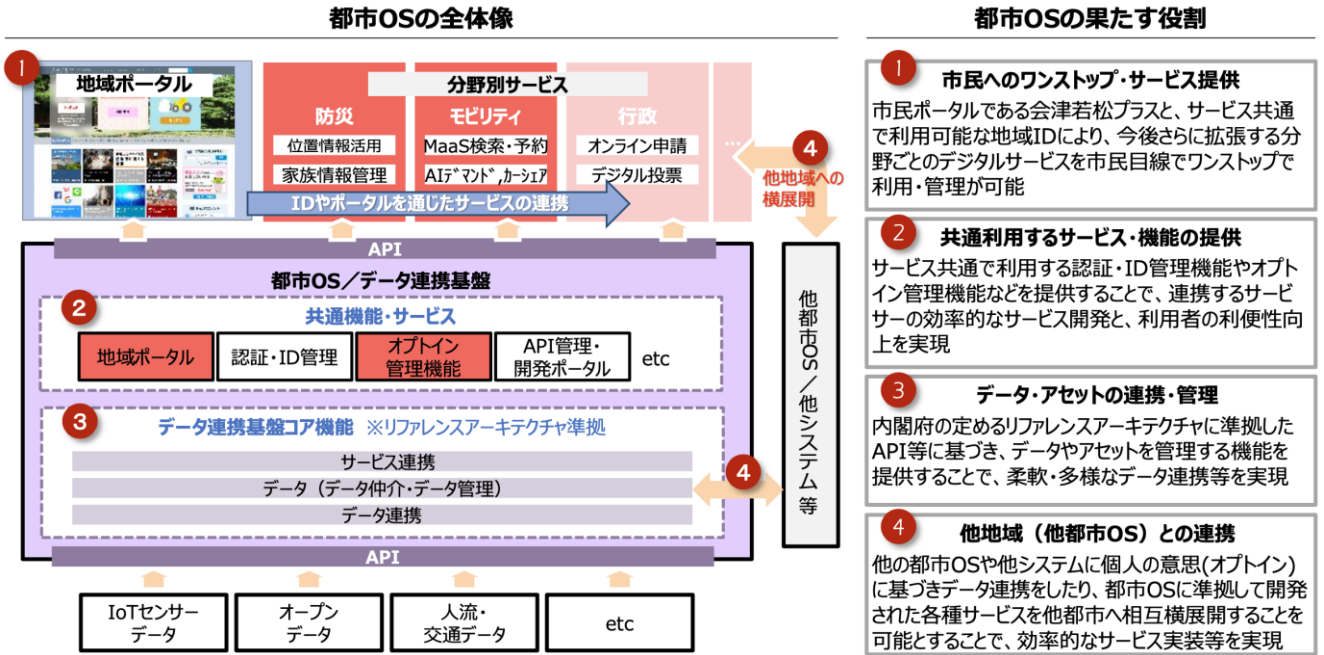 都市OSの全体像
1
地域ポータル
分野別サービス
防災
位置情報活用
家族情報管理
モビリティ
MaaS検索・予約
AIﾃﾞﾏﾝﾄﾞ,ｶｰｼｪｱ
行政
オンライン申請
デジタル投票
…
4
他地域への
横展開
IDやポータルを通じたサービスの連携
API
都市OS／データ連携基盤
2
共通機能・サービス
地域ポータル
認証・ID管理
オプトイン
管理機能
API管理・
開発ポータル
etc
3
データ連携基盤コア機能 ※リファレンスアーキテクチャ準拠
サービス連携
データ（データ仲介・データ管理）
データ連携
4
他都市OS／他システム等
API
IoTセンサー
データ
オープン
データ
人流・
交通データ
etc
都市OSの果たす役割
1
市民へのワンストップ・サービス提供
市民ポータルである会津若松プラスと、サービス共通
で利用可能な地域IDにより、今後さらに拡張する分
野ごとのデジタルサービスを市民目線でワンストップで
利用・管理が可能
2
共通利用するサービス・機能の提供
サービス共通で利用する認証・ID管理機能やオプト
イン管理機能などを提供することで、連携するサービ
サーの効率的なサービス開発と、利用者の利便性向
上を実現
3
データ・アセットの連携・管理
内閣府の定めるリファレンスアーキテクチャに準拠した
API等に基づき、データやアセットを管理する機能を
提供することで、柔軟・多様なデータ連携等を実現
4
他地域（他都市OS）との連携
他の都市OSや他システムに個人の意思(オプトイン)
に基づきデータ連携をしたり、都市OSに準拠して開発
された各種サービスを他都市へ相互横展開することを
可能とすることで、効率的なサービス実装等を実現